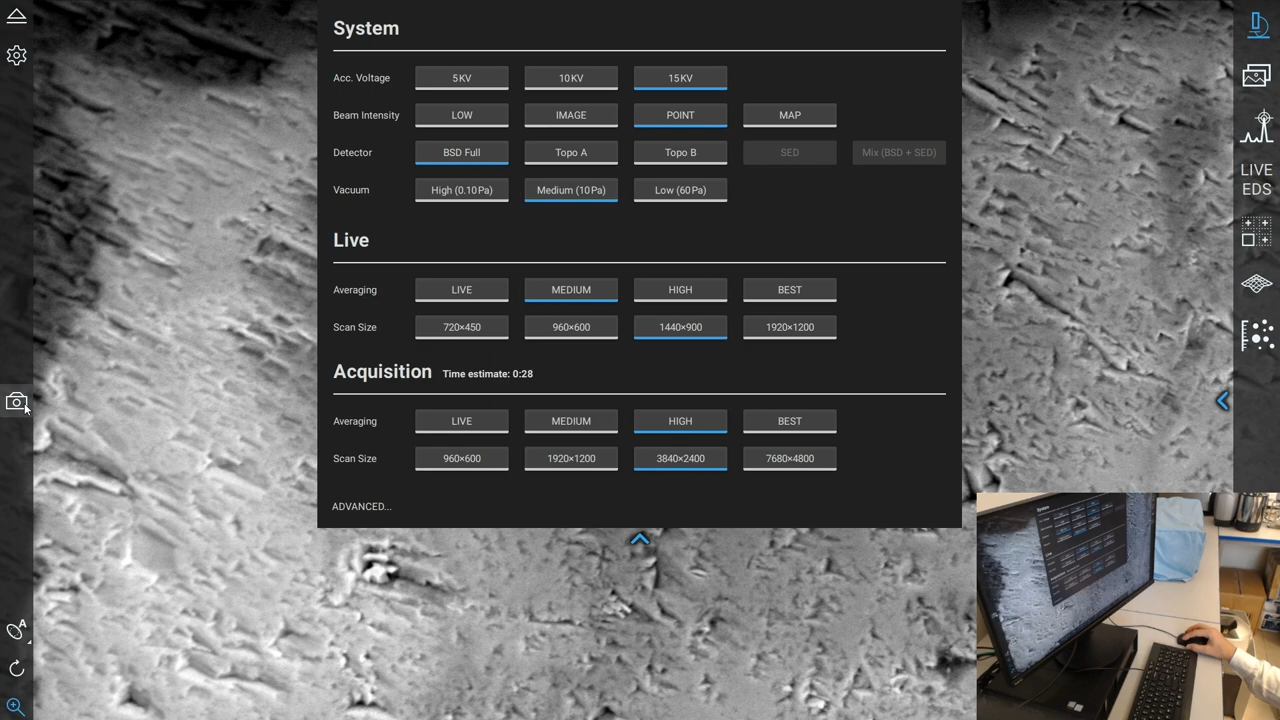 System
Acc. Voltage 5KV 10KV 15KV
Beam Intensity LOW IMAGE POINT MAP
Detector BSD Full Topo A Topo B SED Mix (BSD + SED)
Vacuum High (0.10Pa) Medium (10Pa) Low (60Pa)
Live
Averaging LIVE MEDIUM HIGH BEST
Scan Size 720×450 960×600 1440×900 1920×1200
Acquisition Time estimate: 0:28
Averaging LIVE MEDIUM HIGH BEST
Scan Size 960×600 1920×1200 3840×2400 7680×4800
ADVANCED...
LIVE
EDS
A